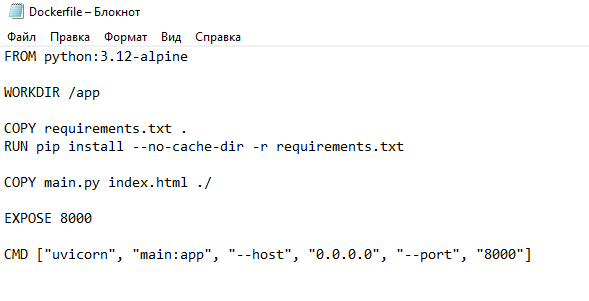 Dockerfile – Блокнот
Файл Правка Формат Вид Справка
FROM python:3.12-alpine
WORKDIR /app
COPY requirements.txt .
RUN pip install --no-cache-dir -r requirements.txt
COPY main.py index.html ./
EXPOSE 8000
CMD ["uvicorn", "main:app", "--host", "0.0.0.0", "--port", "8000"]